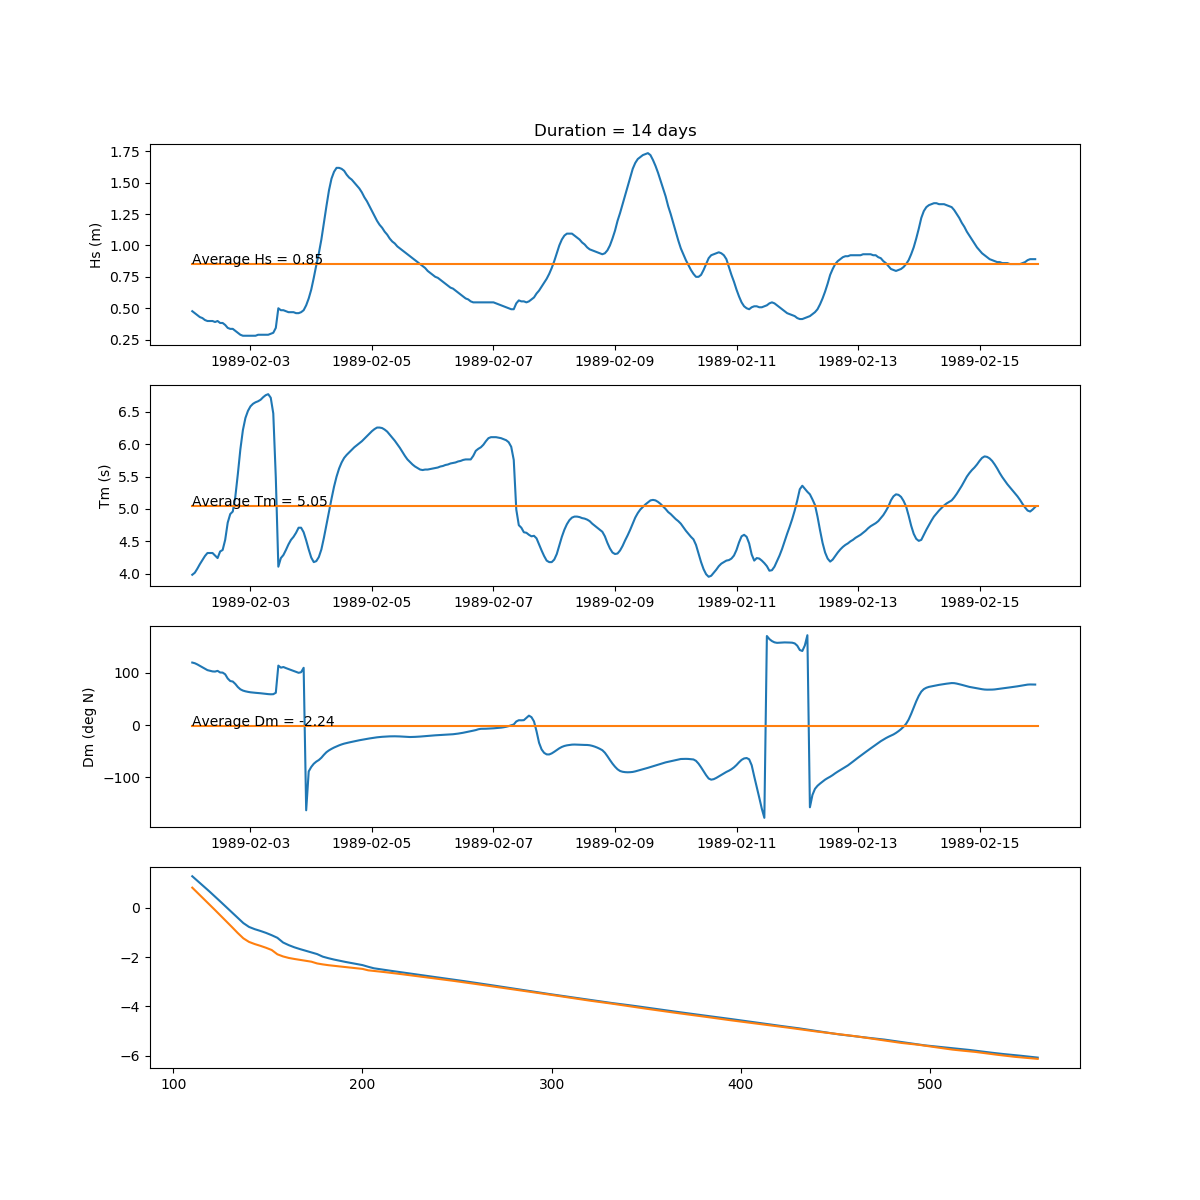 Duration = 14 days
1.75
1.50
1.25
1.00
0.75
0.50
0.25
Hs (m)
Average Hs = 0.85
1989-02-03 1989-02-05 1989-02-07 1989-02-09 1989-02-11 1989-02-13 1989-02-15
6.5
6.0
5.5
5.0
4.5
4.0
Tm (s)
Average Tm = 5.05
1989-02-03 1989-02-05 1989-02-07 1989-02-09 1989-02-11 1989-02-13 1989-02-15
100
0
−100
Dm (deg N)
Average Dm = -2.24
1989-02-03 1989-02-05 1989-02-07 1989-02-09 1989-02-11 1989-02-13 1989-02-15
0
−2
−4
−6
100 200 300 400 500